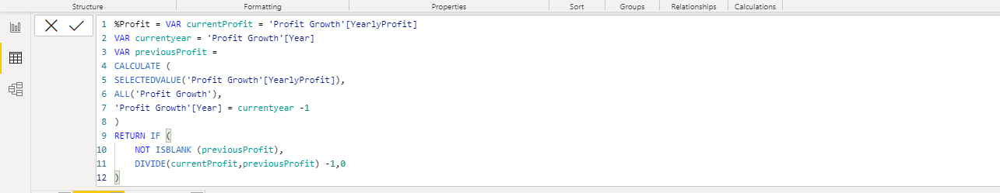 Structure Formatting Properties Sort Groups Relationships Calculations
1 %Profit = VAR currentProfit = 'Profit Growth'[YearlyProfit]
2 VAR currentyear = 'Profit Growth'[Year]
3 VAR previousProfit =
4 CALCULATE (
5 SELECTEDVALUE('Profit Growth'[YearlyProfit]),
6 ALL('Profit Growth'),
7 'Profit Growth'[Year] = currentyear -1
8 )
9 RETURN IF (
10 NOT ISBLANK (previousProfit),
11 DIVIDE(currentProfit,previousProfit) -1,0
12 )